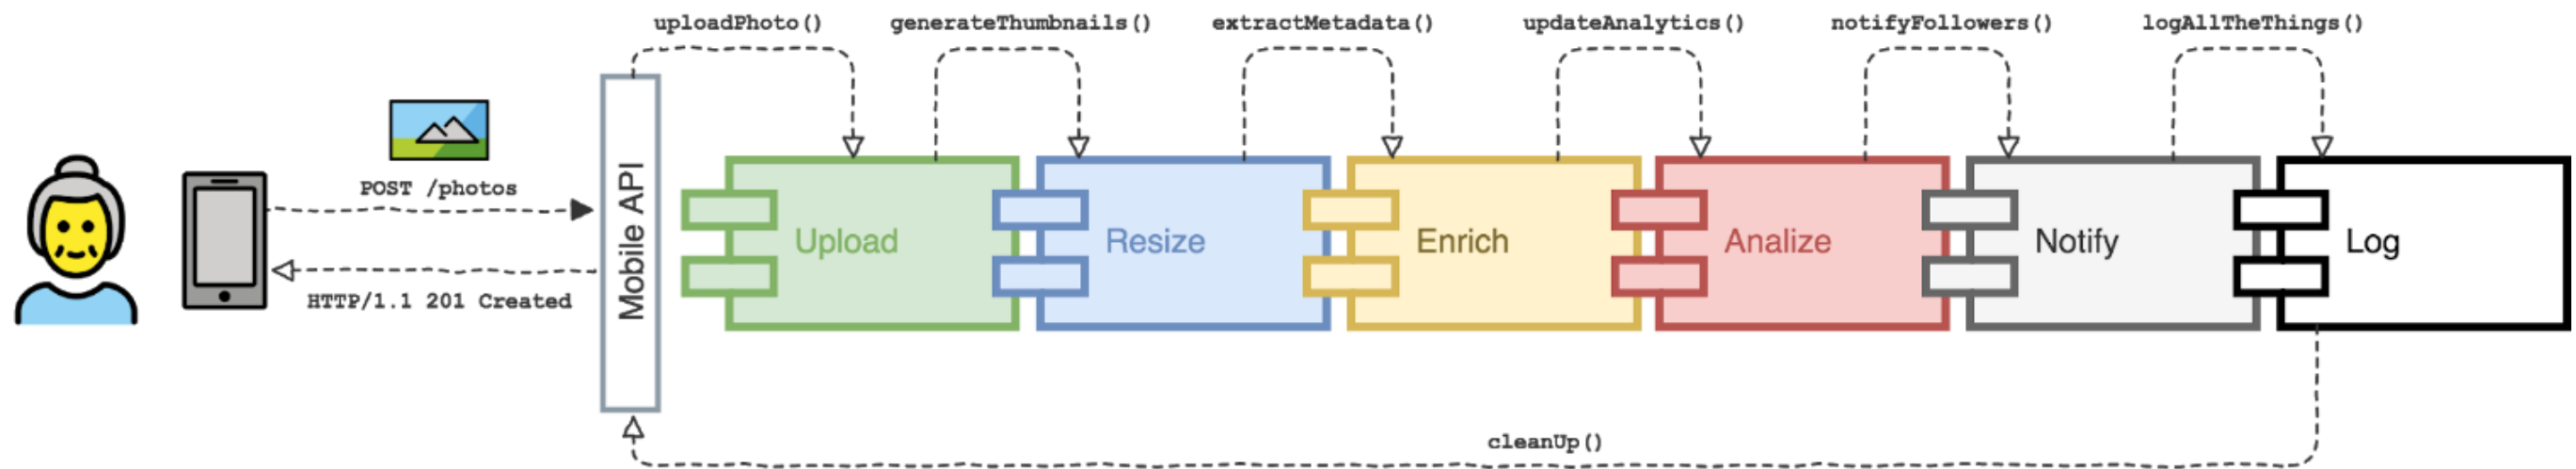 uploadPhoto()
generateThumbnails()
extractMetadata()
updateAnalytics()
notifyFollowers()
logAllTheThings()
POST /photos
HTTP/1.1 201 Created
Mobile API
Upload
Resize
Enrich
Analize
Notify
Log
cleanUp()